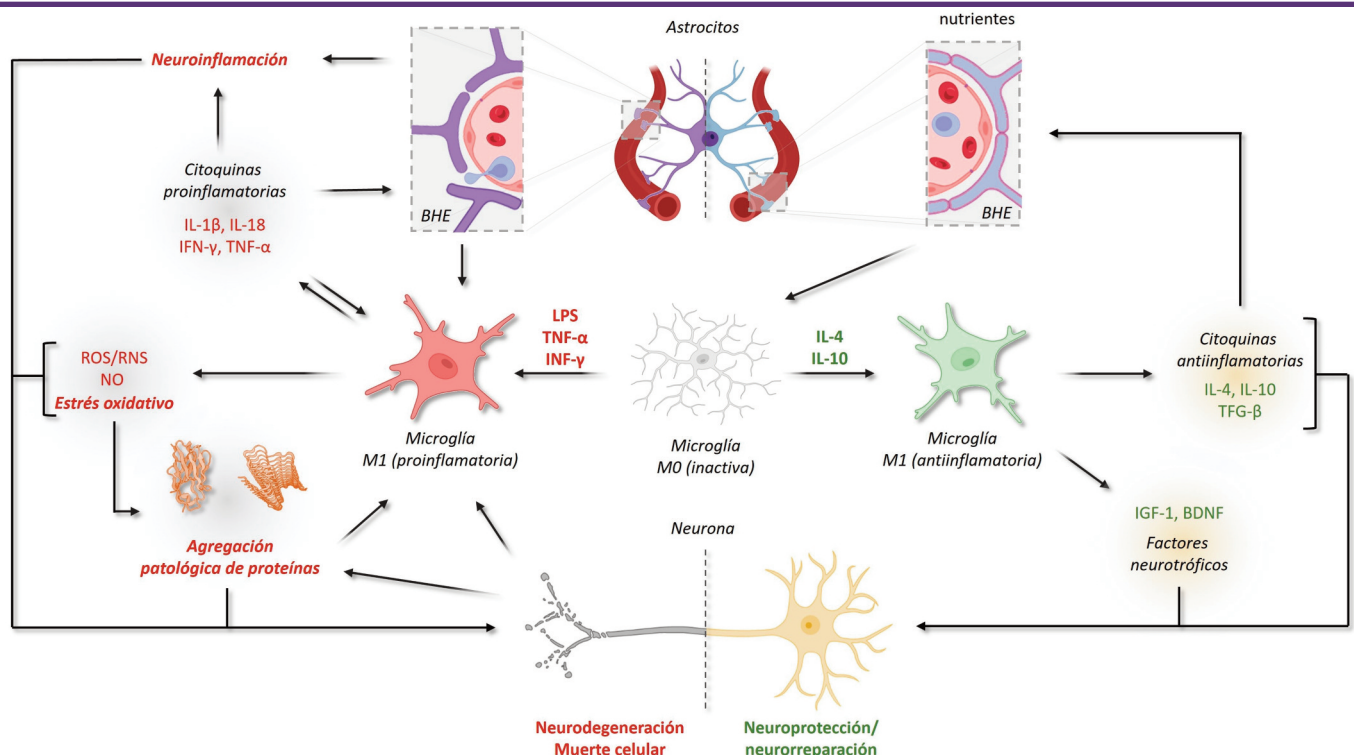 nutrientes
Astrocitos
Neuroinflamación
BHE
BHE
Citoquinas
proinflamatorias
IL-1β, IL-18
IFN-γ, TNF-α
LPS
TNF-α
INF-γ
IL-4
IL-10
Citoquinas
antiinflamatorias
IL-4, IL-10
TFG-β
ROS/RNS
NO
Estrés oxidativo
Microglía
M1 (proinflamatoria)
Microglía
M0 (inactiva)
Microglía
M1 (antiinflamatoria)
Agregación
patológica de proteínas
Neurona
IGF-1, BDNF
Factores
neurotróficos
Neurodegeneración
Muerte celular
Neuroprotección/
neurorreparación